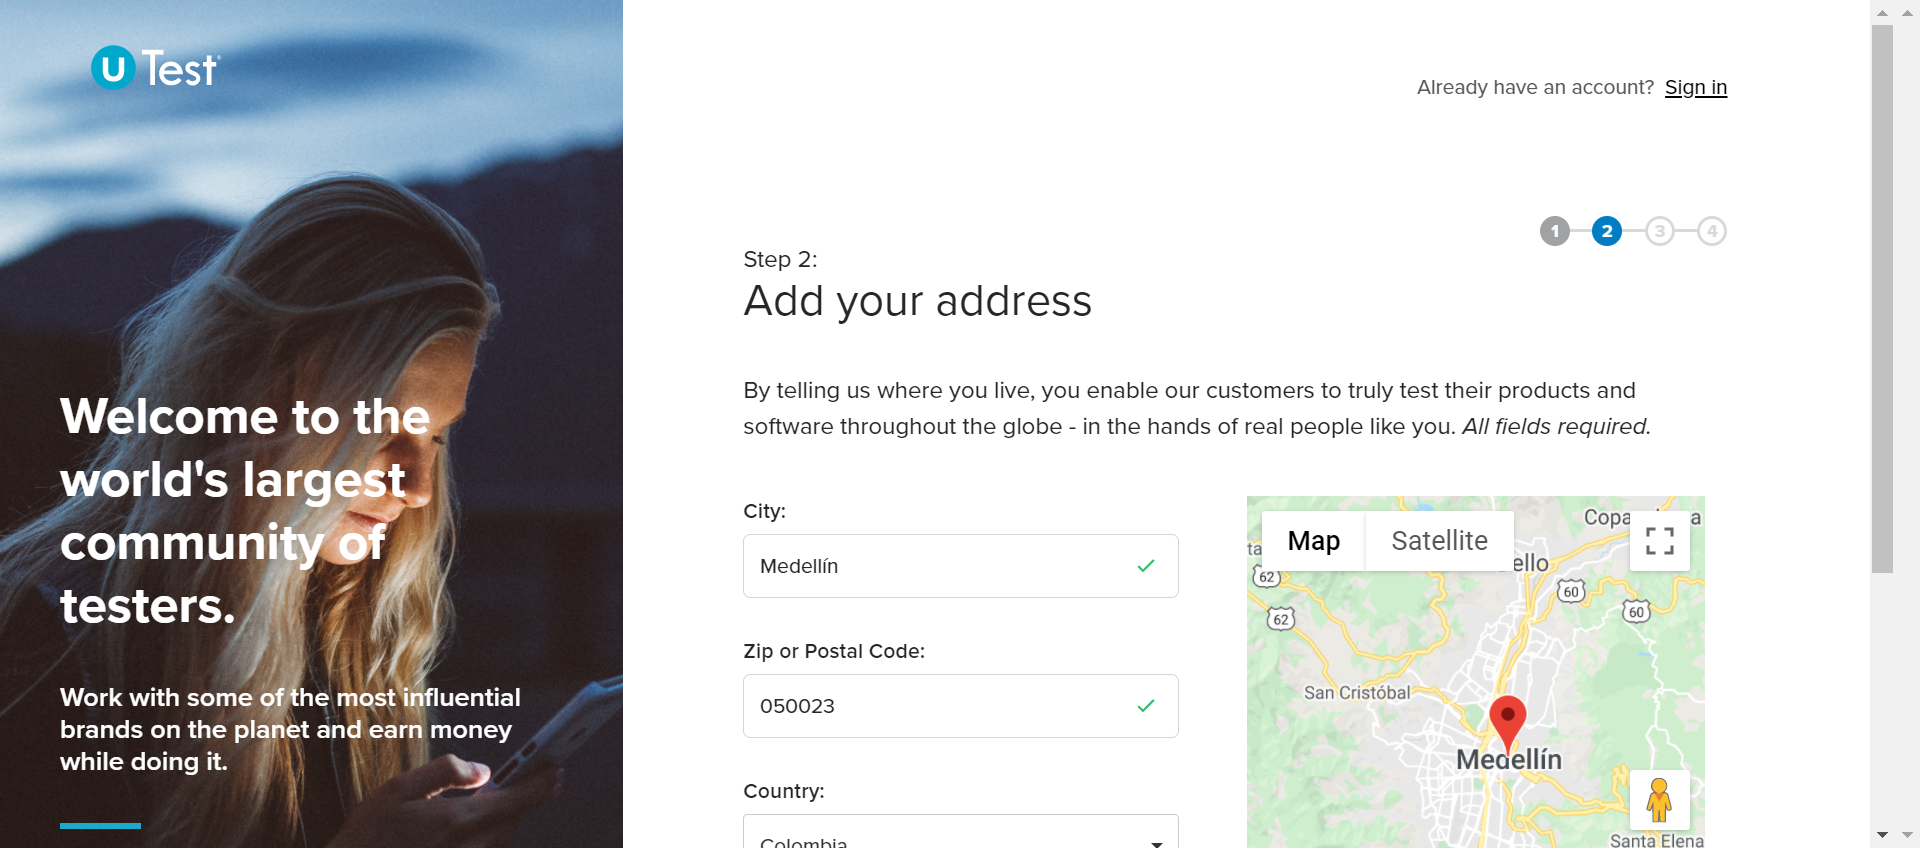 u Test
Already have an account? Sign in
1 2 3 4
Step 2:
Add your address
By telling us where you live, you enable our customers to truly test their products and
software throughout the globe - in the hands of real people like you. All fields required.
Welcome to the
world's largest
community of
testers.
Work with some of the most influential
brands on the planet and earn money
while doing it.
City:
Medellín
Zip or Postal Code:
050023
Country:
Colombia
Map Satellite
62
62
60
60
San Cristóbal
Medellín
Santa Elena